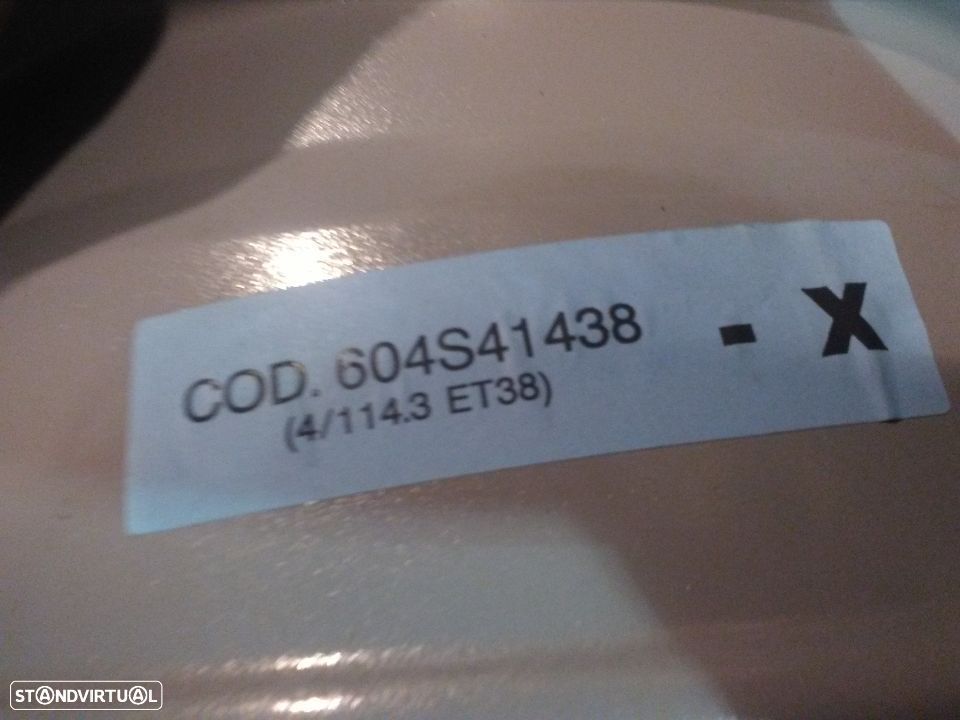 COD. 604S41438 - X
(4/114.3 ET38)
STANDVIRTUAL